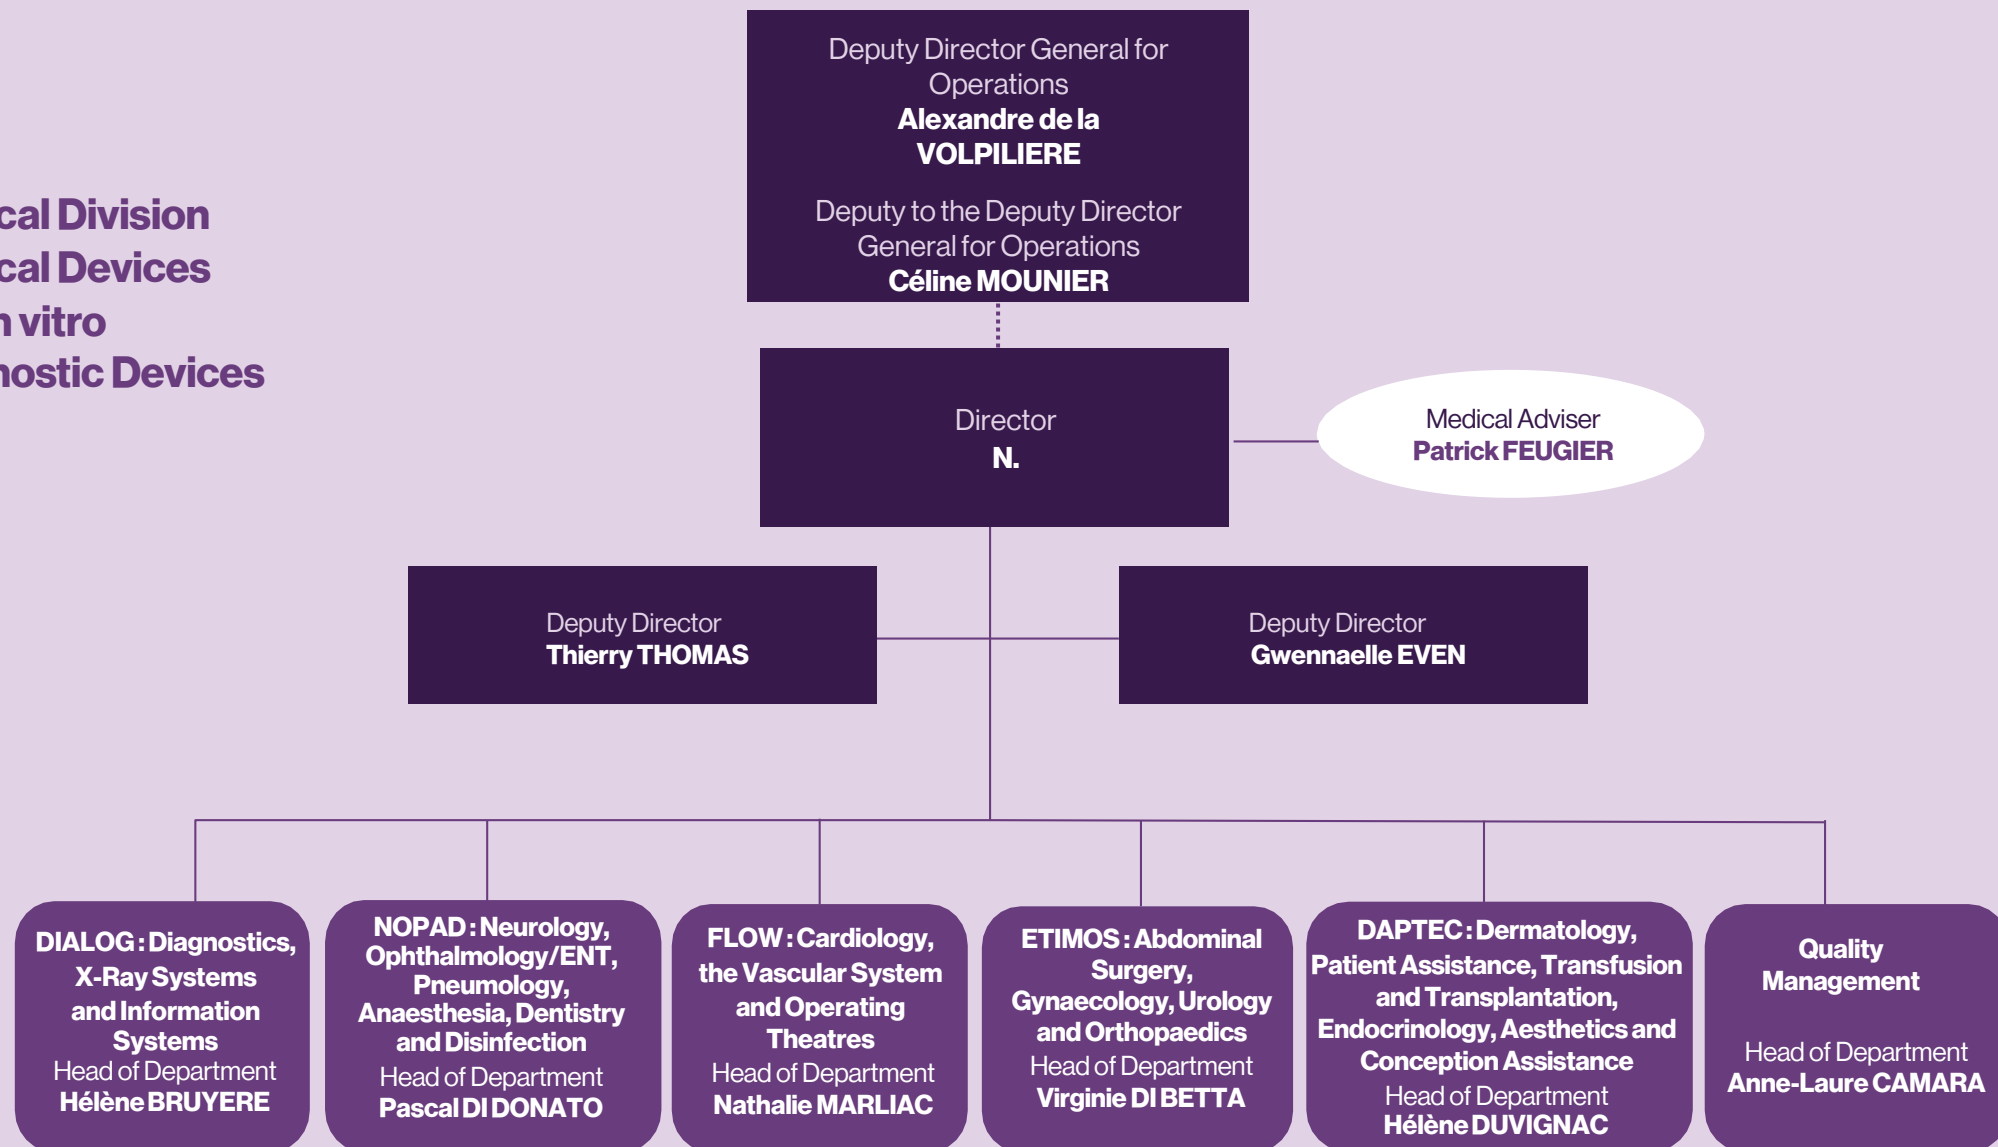 Deputy Director General for
Operations
Alexandre de la
VOLPILIERE
Deputy to the Deputy Director
General for Operations
Céline MOUNIER
cal Division
cal Devices
n vitro
nostic Devices
Director
N.
Medical Adviser
Patrick FEUGIER
Deputy Director
Thierry THOMAS
Deputy Director
Gwennaelle EVEN
DIALOG : Diagnostics,
X-Ray Systems
and Information
Systems
Head of Department
Hélène BRUYERE
NOPAD : Neurology,
Ophthalmology/ENT,
Pneumology,
Anaesthesia, Dentistry
and Disinfection
Head of Department
Pascal DI DONATO
FLOW : Cardiology,
the Vascular System
and Operating
Theatres
Head of Department
Nathalie MARLIAC
ETIMOS : Abdominal
Surgery,
Gynaecology, Urology
and Orthopaedics
Head of Department
Virginie DI BETTA
DAPTEC : Dermatology,
Patient Assistance, Transfusion
and Transplantation,
Endocrinology, Aesthetics and
Conception Assistance
Head of Department
Hélène DUVIGNAC
Quality
Management
Head of Department
Anne-Laure CAMARA